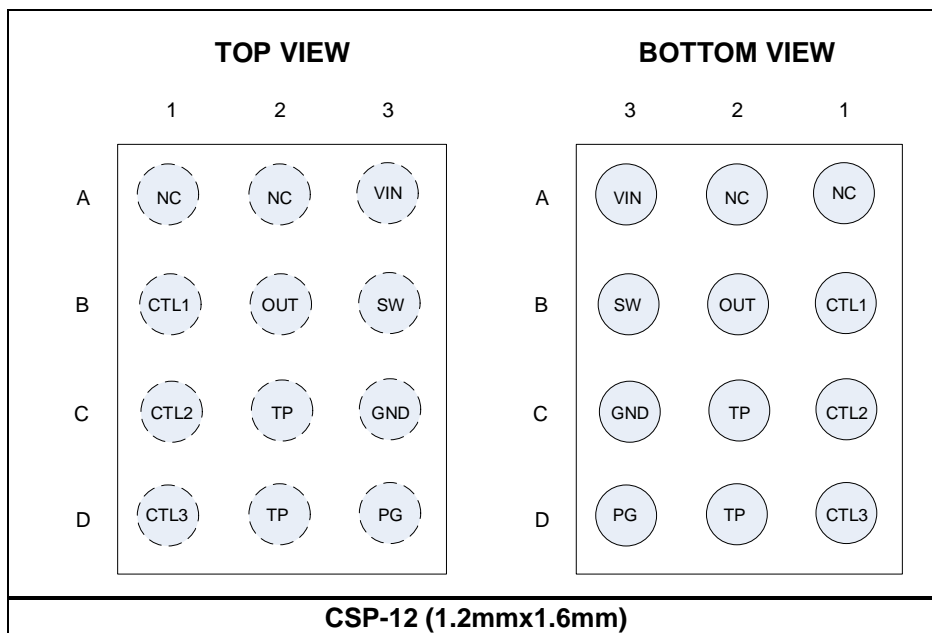 TOP VIEW
BOTTOM VIEW
1 2 3
3 2 1
A NC NC VIN
A VIN NC NC
B CTL1 OUT SW
B SW OUT CTL1
C CTL2 TP GND
C GND TP CTL2
D CTL3 TP PG
D PG TP CTL3
CSP-12 (1.2mmx1.6mm)